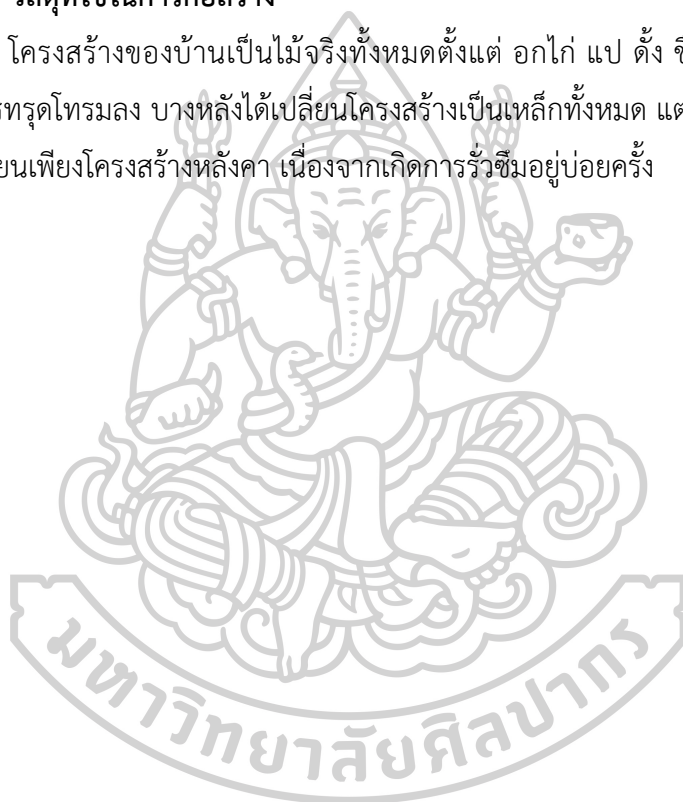 วัสดุที่ใช้ในการก่อสร้าง
โครงสร้างของบ้านเป็นไม้จริงทั้งหมดตั้งแต่ อกไก่ แป ดั้ง
รทรุดโทรมลง บางหลังได้เปลี่ยนโครงสร้างเป็นเหล็กทั้งหมด แต่
ยนเพียงโครงสร้างหลังคา เนื่องจากเกิดการรั่วซึมอยู่บ่อยครั้ง
มหาวิทยาลัยศิลปากร